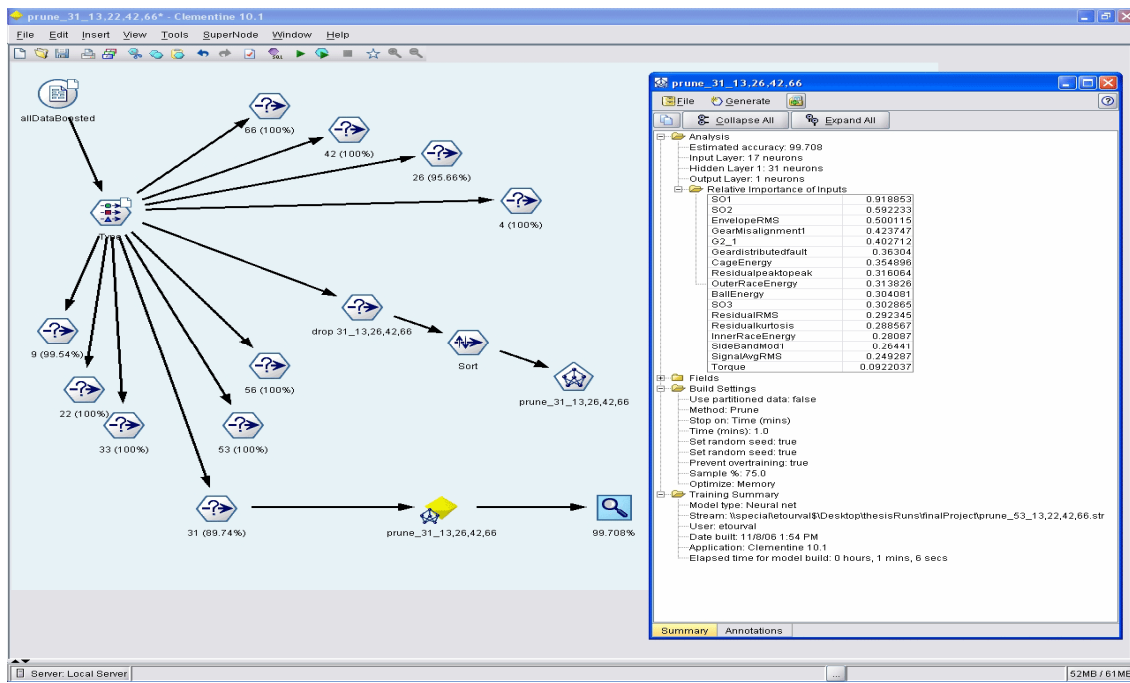 prune_31_13,22,42,66* - Clementine 10.1
File Edit Insert View Tools SuperNode Window Help
allDataBoosted
66 (100%)
42 (100%)
26 (95.66%)
4 (100%)
Type
9 (99.54%)
22 (100%)
33 (100%)
53 (100%)
56 (100%)
drop 31_13,26,42,66
Sort
prune_31_13,26,42,66
31 (89.74%)
prune_31_13,26,42,66
99.708%
prune_31_13,26,42,66
File Generate
Collapse All Expand All
Analysis
Estimated accuracy: 99.708
Input Layer: 17 neurons
Hidden Layer 1: 31 neurons
Output Layer: 1 neurons
Relative Importance of Inputs
SO1 0.918853
SO2 0.592233
EnvelopeRMS 0.500115
GearMisalignment1 0.423747
G2_1 0.402712
Geardistributedfault 0.36304
CageEnergy 0.354896
Residualpeaktopeak 0.316064
OuterRaceEnergy 0.313826
BallEnergy 0.304081
SO3 0.302865
ResidualRMS 0.292345
Residualkurtosis 0.288567
InnerRaceEnergy 0.28087
SideBandMod1 0.26441
SignalAvgRMS 0.249287
Torque 0.0922037
Fields
Build Settings
Use partitioned data: false
Method: Prune
Stop on: Time (mins)
Time (mins): 1.0
Set random seed: true
Set random seed: true
Prevent overtraining: true
Sample %: 75.0
Optimize: Memory
Training Summary
Model type: Neural net
Stream: \\special\etourval$\Desktop\thesisRuns\finalProject\prune_53_13,22,42,66.str
User: etourval
Date built: 11/8/06 1:54 PM
Application: Clementine 10.1
Elapsed time for model build: 0 hours, 1 mins, 6 secs
Summary Annotations
Server: Local Server
...
52MB / 61ME